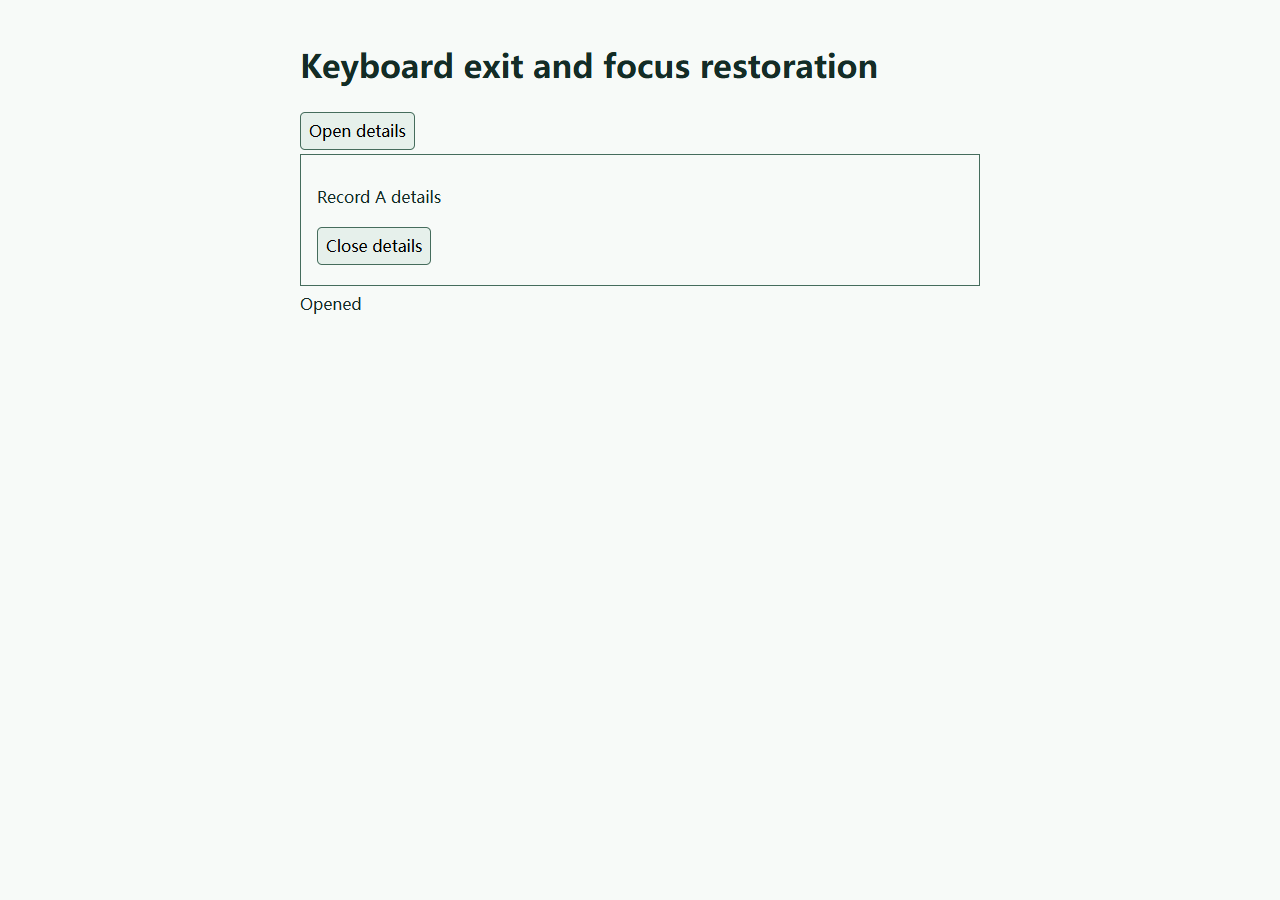 Keyboard exit and focus restoration
Open details
Record A details
Close details
Opened